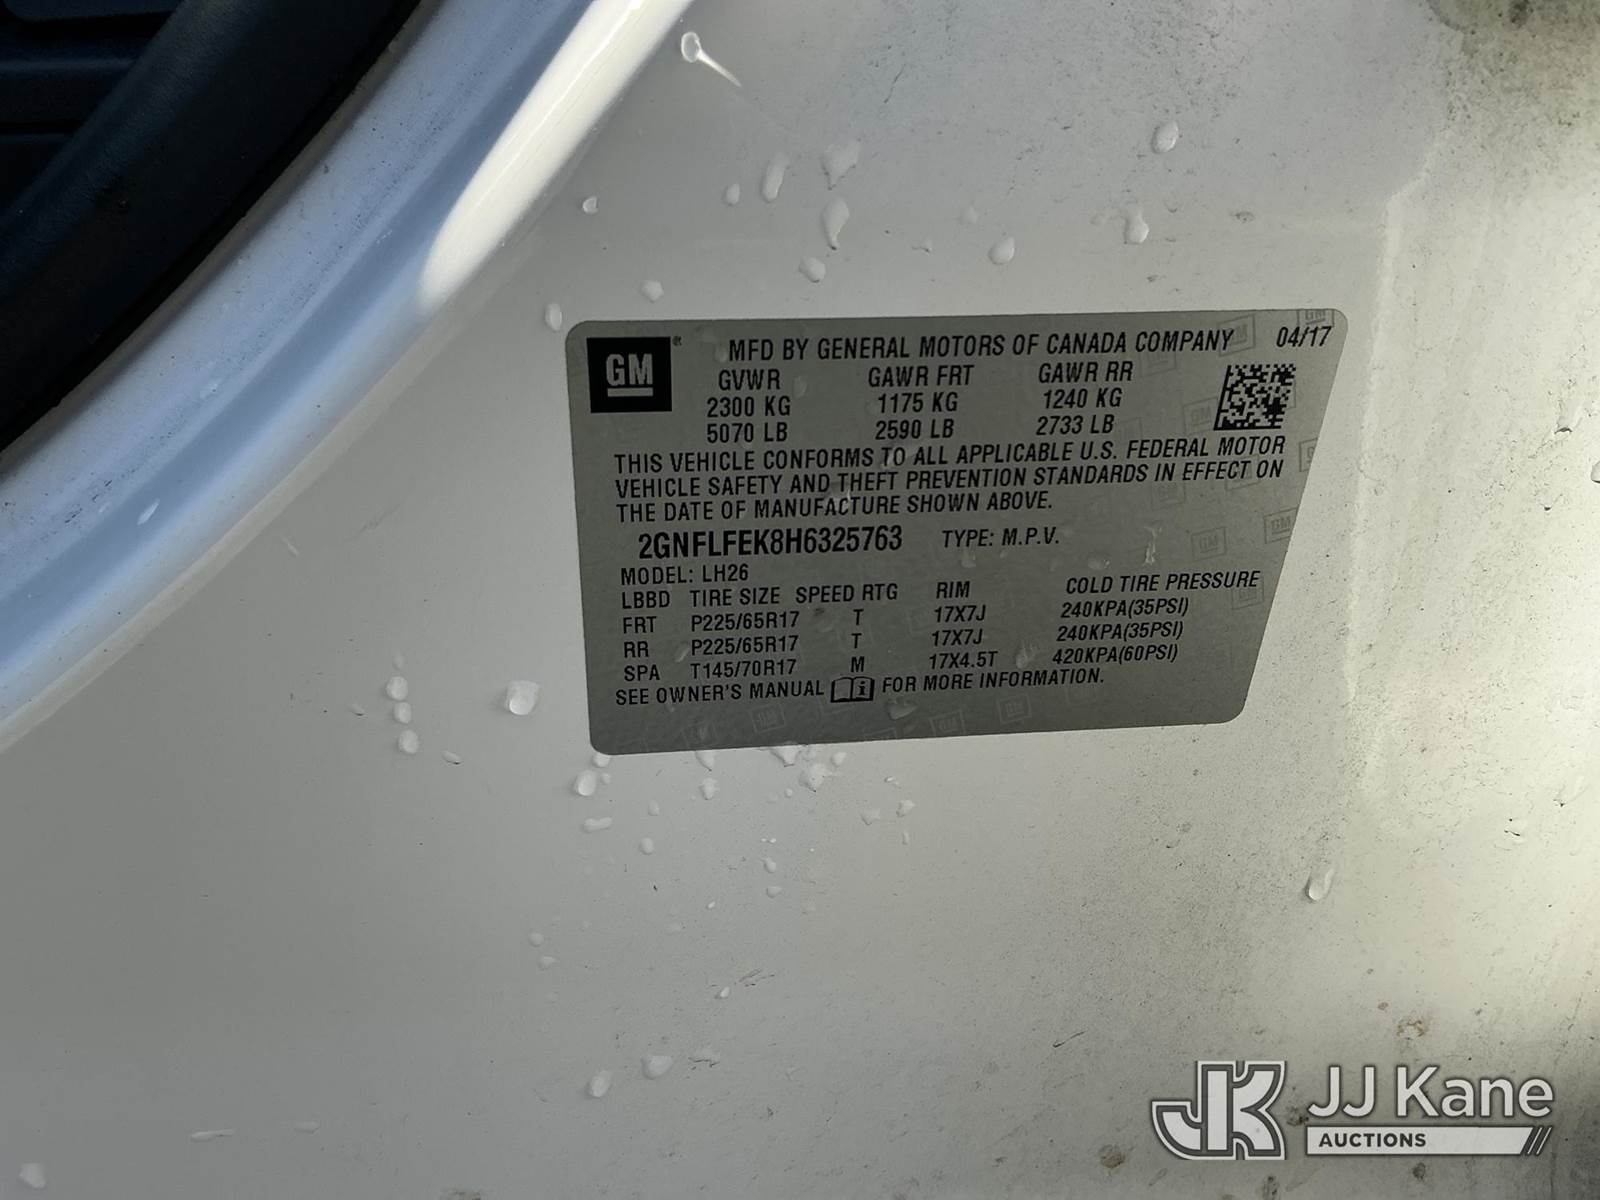 GM ® MFD BY GENERAL MOTORS OF CANADA COMPANY 04/17
GVWR GAWR FRT GAWR RR
2300 KG 1175 KG 1240 KG
5070 LB 2590 LB 2733 LB
THIS VEHICLE CONFORMS TO ALL APPLICABLE U.S. FEDERAL MOTOR
VEHICLE SAFETY AND THEFT PREVENTION STANDARDS IN EFFECT ON
THE DATE OF MANUFACTURE SHOWN ABOVE.
2GNFLFEK8H6325763 TYPE: M.P.V.
MODEL: LH26
LBBD TIRE SIZE SPEED RTG RIM COLD TIRE PRESSURE
FRT P225/65R17 T 17X7J 240KPA(35PSI)
RR P225/65R17 T 17X7J 240KPA(35PSI)
SPA T145/70R17 M 17X4.5T 420KPA(60PSI)
SEE OWNER'S MANUAL i FOR MORE INFORMATION.
JK JJ Kane
AUCTIONS